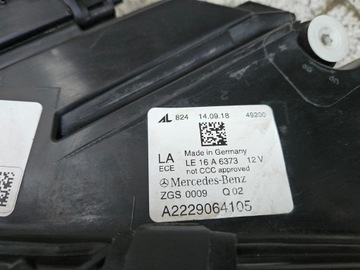 AL 824 14.09.18 49200
Made in Germany
LA LE 16 A 6373 12 V
ECE not CCC approved
Mercedes-Benz
ZGS 0009 Q 02
A2229064105